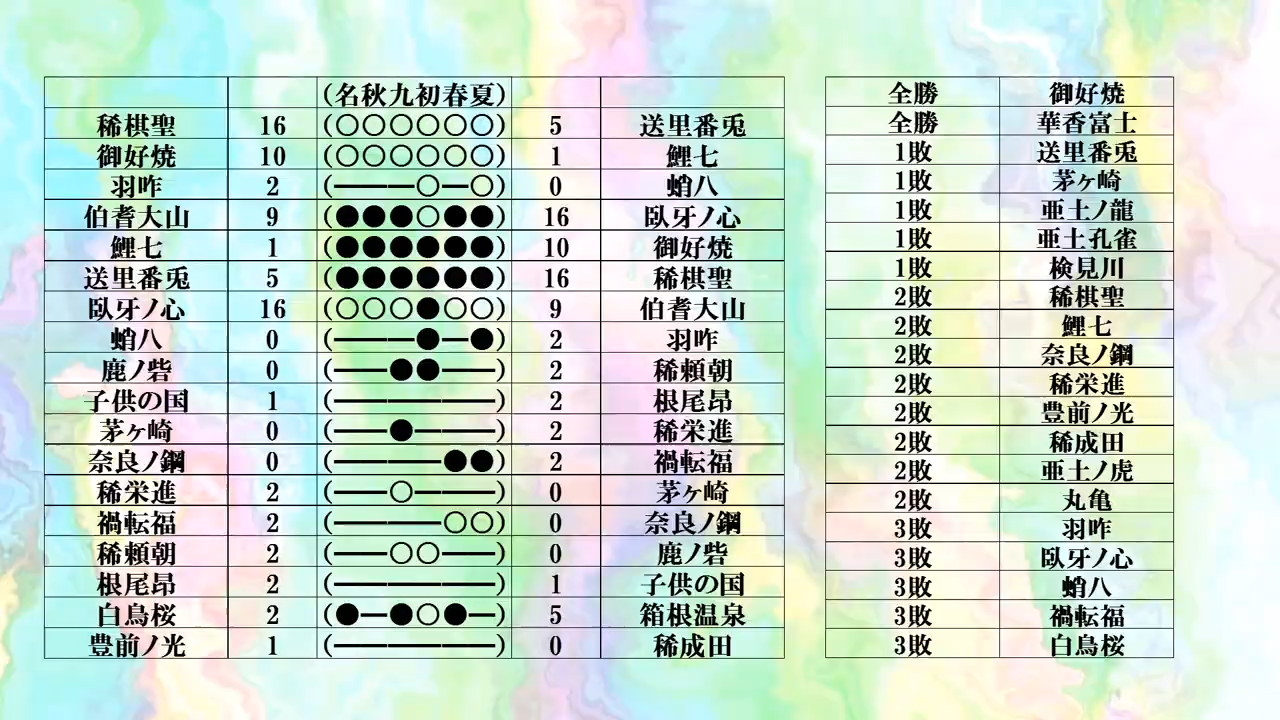 （名秋九初春夏）
稀棋聖 16 （○○○○○○） 5 送里番兎
御好焼 10 （○○○○○○） 1 鯉七
羽咋 2 （―――○―○） 0 蛸八
伯耆大山 9 （●●●○●●） 16 臥牙ノ心
鯉七 1 （●●●●●●） 10 御好焼
送里番兎 5 （●●●●●●） 16 稀棋聖
臥牙ノ心 16 （○○○●○○） 9 伯耆大山
蛸八 0 （―――●―●） 2 羽咋
鹿ノ砦 0 （――●●――） 2 稀頼朝
子供の国 1 （――――――） 2 根尾昂
茅ヶ崎 0 （――●―――） 2 稀栄進
奈良ノ鋼 0 （――――●●） 2 禍転福
稀栄進 2 （――○―――） 0 茅ヶ崎
禍転福 2 （――――○○） 0 奈良ノ鋼
稀頼朝 2 （――○○――） 0 鹿ノ砦
根尾昂 2 （――――――） 1 子供の国
白鳥桜 2 （●―●○●―） 5 箱根温泉
豊前ノ光 1 （――――――） 0 稀成田
全勝 御好焼
全勝 華香富士
1敗 送里番兎
1敗 茅ヶ崎
1敗 亜土ノ龍
1敗 亜土孔雀
1敗 検見川
2敗 稀棋聖
2敗 鯉七
2敗 奈良ノ鋼
2敗 稀栄進
2敗 豊前ノ光
2敗 稀成田
2敗 亜土ノ虎
2敗 丸亀
3敗 羽咋
3敗 臥牙ノ心
3敗 蛸八
3敗 禍転福
3敗 白鳥桜